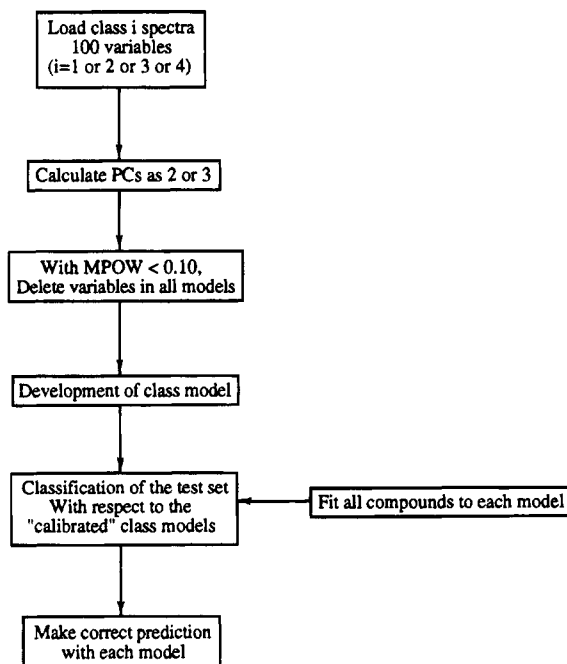 Load class i spectra
100 variables
(i=1 or 2 or 3 or 4)
Calculate PCs as 2 or 3
With MPOW < 0.10,
Delete variables in all models
Development of class model
Classification of the test set
With respect to the
"calibrated" class models
Fit all compounds to each model
Make correct prediction
with each model